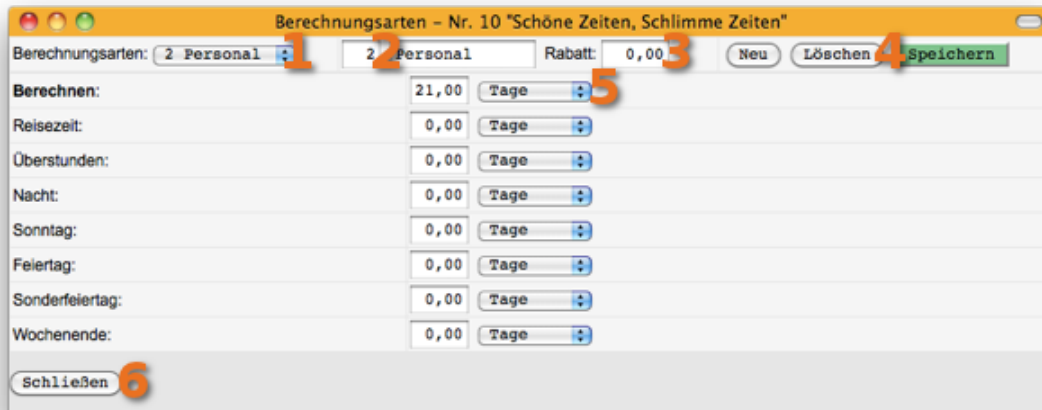 Berechnungsarten – Nr. 10 "Schöne Zeiten, Schlimme Zeiten"
Berechnungsarten: 2 Personal 1 2 2 Personal Rabatt: 0,00 3 Neu Löschen 4 Speichern
Berechnen: 21,00 Tage 5
Reisezeit: 0,00 Tage
Überstunden: 0,00 Tage
Nacht: 0,00 Tage
Sonntag: 0,00 Tage
Feiertag: 0,00 Tage
Sonderfeiertag: 0,00 Tage
Wochenende: 0,00 Tage
Schließen 6